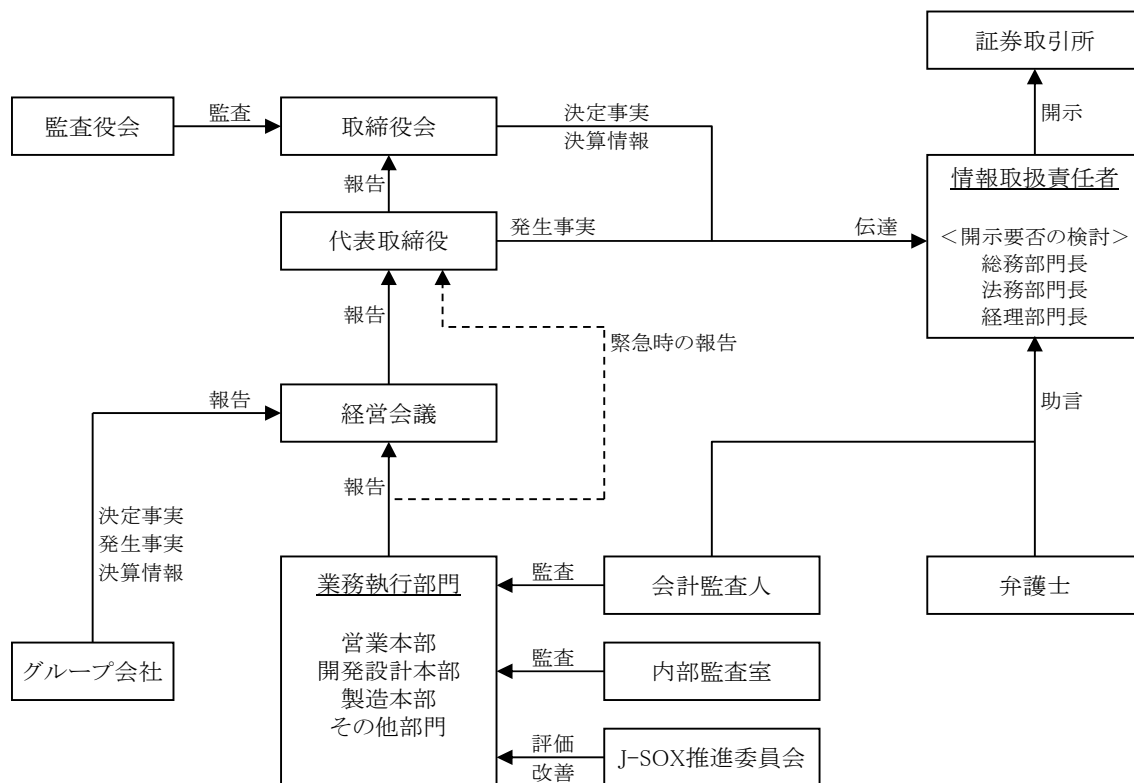 証券取引所
開示
監査役会
監査
取締役会
決定事実
決算情報
報告
代表取締役
発生事実
伝達
情報取扱責任者
<開示要否の検討>
総務部門長
法務部門長
経理部門長
報告
緊急時の報告
報告
経営会議
助言
報告
決定事実
発生事実
決算情報
グループ会社
業務執行部門
営業本部
開発設計本部
製造本部
その他部門
監査
会計監査人
弁護士
監査
内部監査室
評価
改善
J-SOX推進委員会